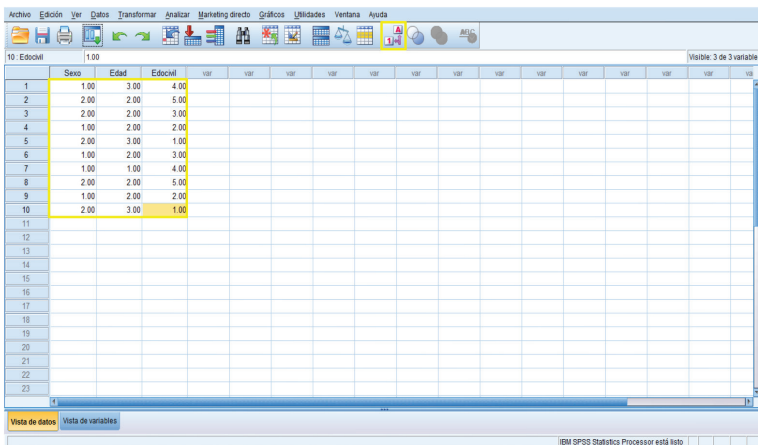 Archivo Edición Ver Datos Transformar Analizar Marketing directo Gráficos Utilidades Ventana Ayuda
10 : Edocivil 1.00 Visible: 3 de 3 variable
Sexo Edad Edocivil var var var var var var var var var var var va
1 1.00 3.00 4.00
2 2.00 2.00 5.00
3 2.00 2.00 3.00
4 1.00 2.00 2.00
5 2.00 3.00 1.00
6 1.00 2.00 3.00
7 1.00 1.00 4.00
8 2.00 2.00 5.00
9 1.00 2.00 2.00
10 2.00 3.00 1.00
11
12
13
14
15
16
17
18
19
20
21
22
23
Vista de datos Vista de variables
IBM SPSS Statistics Processor está listo